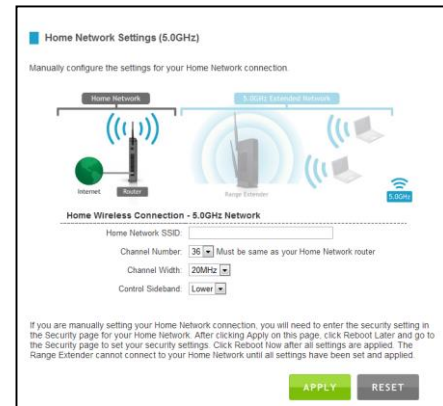 Home Network Settings (5.0GHz)
Manually configure the settings for your Home Network connection.
Home Network
5.0GHz Extended Network
Internet
Router
Range Extender
5.0GHz
Home Wireless Connection - 5.0GHz Network
Home Network SSID:
Channel Number: 36 Must be same as your Home Network router
Channel Width: 20MHz
Control Sideband: Lower
If you are manually setting your Home Network connection, you will need to enter the security setting in
the Security page for your Home Network. After clicking Apply on this page, click Reboot Later and go to
the Security page to set your security settings. Click Reboot Now after all settings are applied. The
Range Extender cannot connect to your Home Network until all settings have been set and applied.
APPLY
RESET